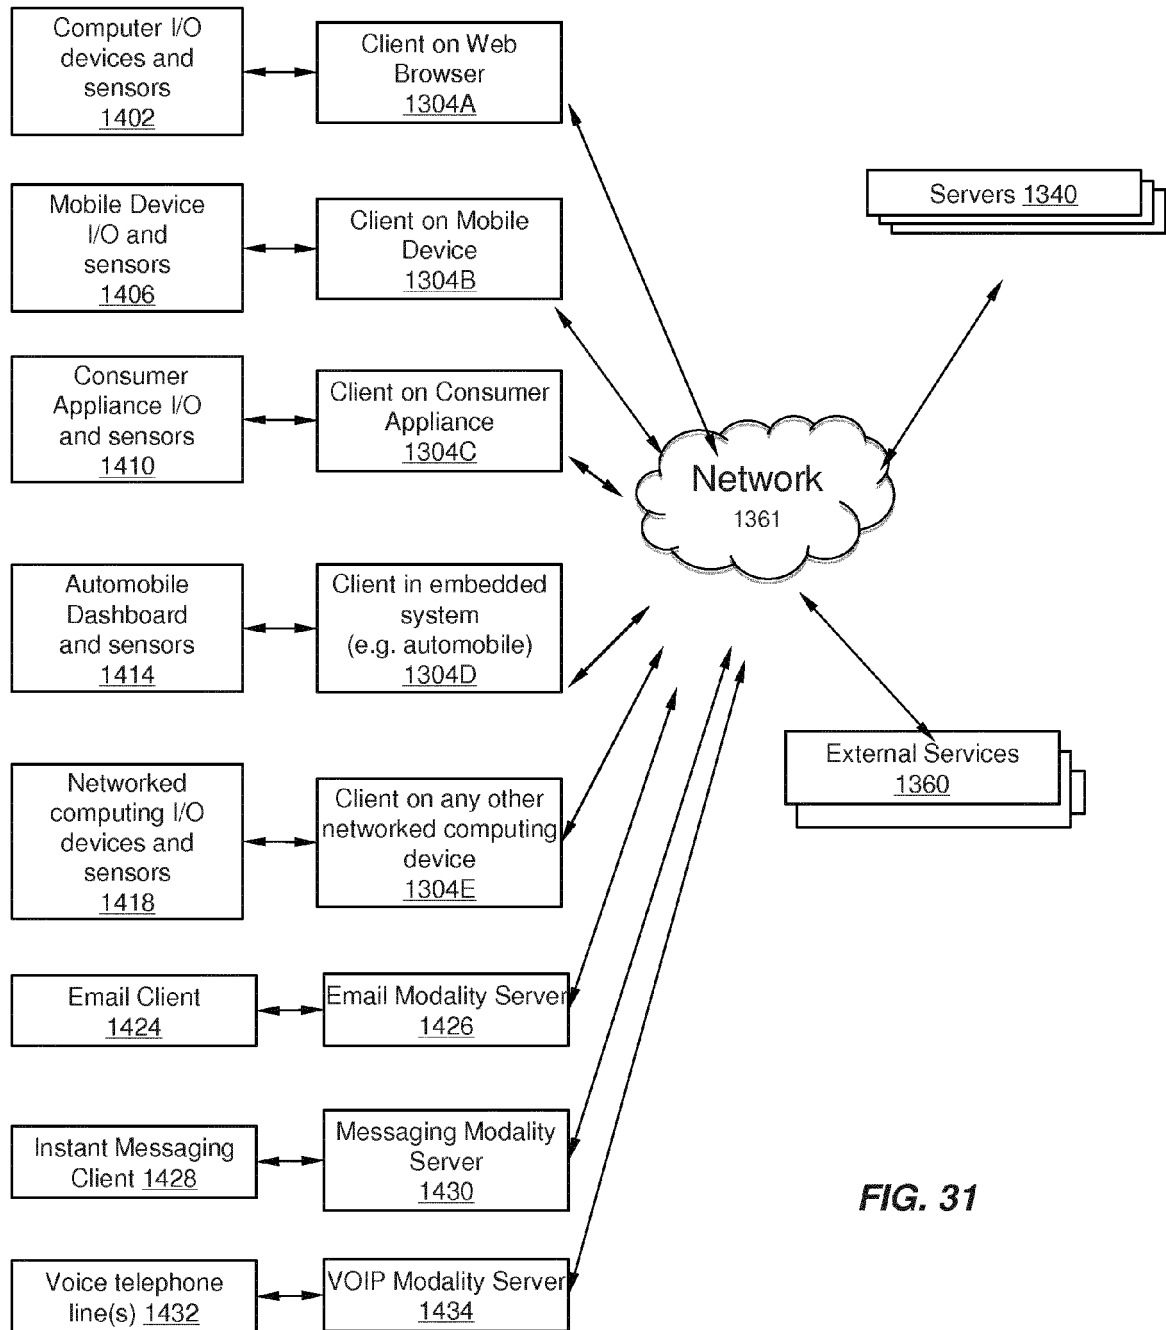 Computer I/O
devices and
sensors
1402
Client on Web
Browser
1304A
Servers 1340
Mobile Device
I/O and
sensors
1406
Client on Mobile
Device
1304B
Consumer
Appliance I/O
and sensors
1410
Client on Consumer
Appliance
1304C
Network
1361
Automobile
Dashboard
and sensors
1414
Client in embedded
system
(e.g. automobile)
1304D
External Services
1360
Networked
computing I/O
devices and
sensors
1418
Client on any other
networked computing
device
1304E
Email Client
1424
Email Modality Server
1426
Instant Messaging
Client 1428
Messaging Modality
Server
1430
FIG. 31
Voice telephone
line(s) 1432
VOIP Modality Server
1434